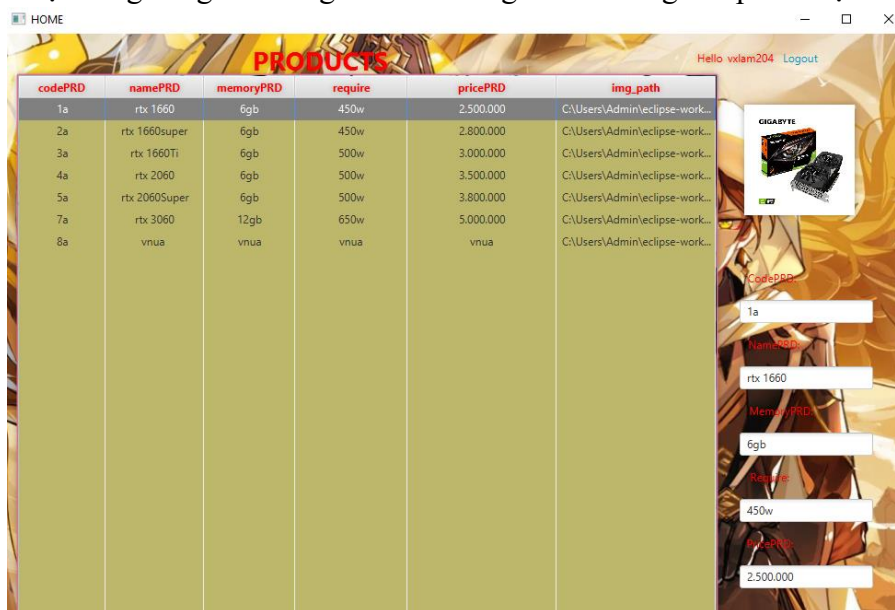 HOME
PRODUCTS
Hello vxlam204 Logout
codePRD namePRD memoryPRD require pricePRD img_path
1a rtx 1660 6gb 450w 2.500.000 C:\Users\Admin\eclipse-work...
2a rtx 1660super 6gb 450w 2.800.000 C:\Users\Admin\eclipse-work...
3a rtx 1660Ti 6gb 500w 3.000.000 C:\Users\Admin\eclipse-work...
4a rtx 2060 6gb 500w 3.500.000 C:\Users\Admin\eclipse-work...
5a rtx 2060Super 6gb 500w 3.800.000 C:\Users\Admin\eclipse-work...
7a rtx 3060 12gb 650w 5.000.000 C:\Users\Admin\eclipse-work...
8a vnua vnua vnua vnua C:\Users\Admin\eclipse-work...
GIGABYTE
CodePRD:
1a
NamePRD:
rtx 1660
MemoryPRD:
6gb
Require:
450w
PricePRD:
2.500.000